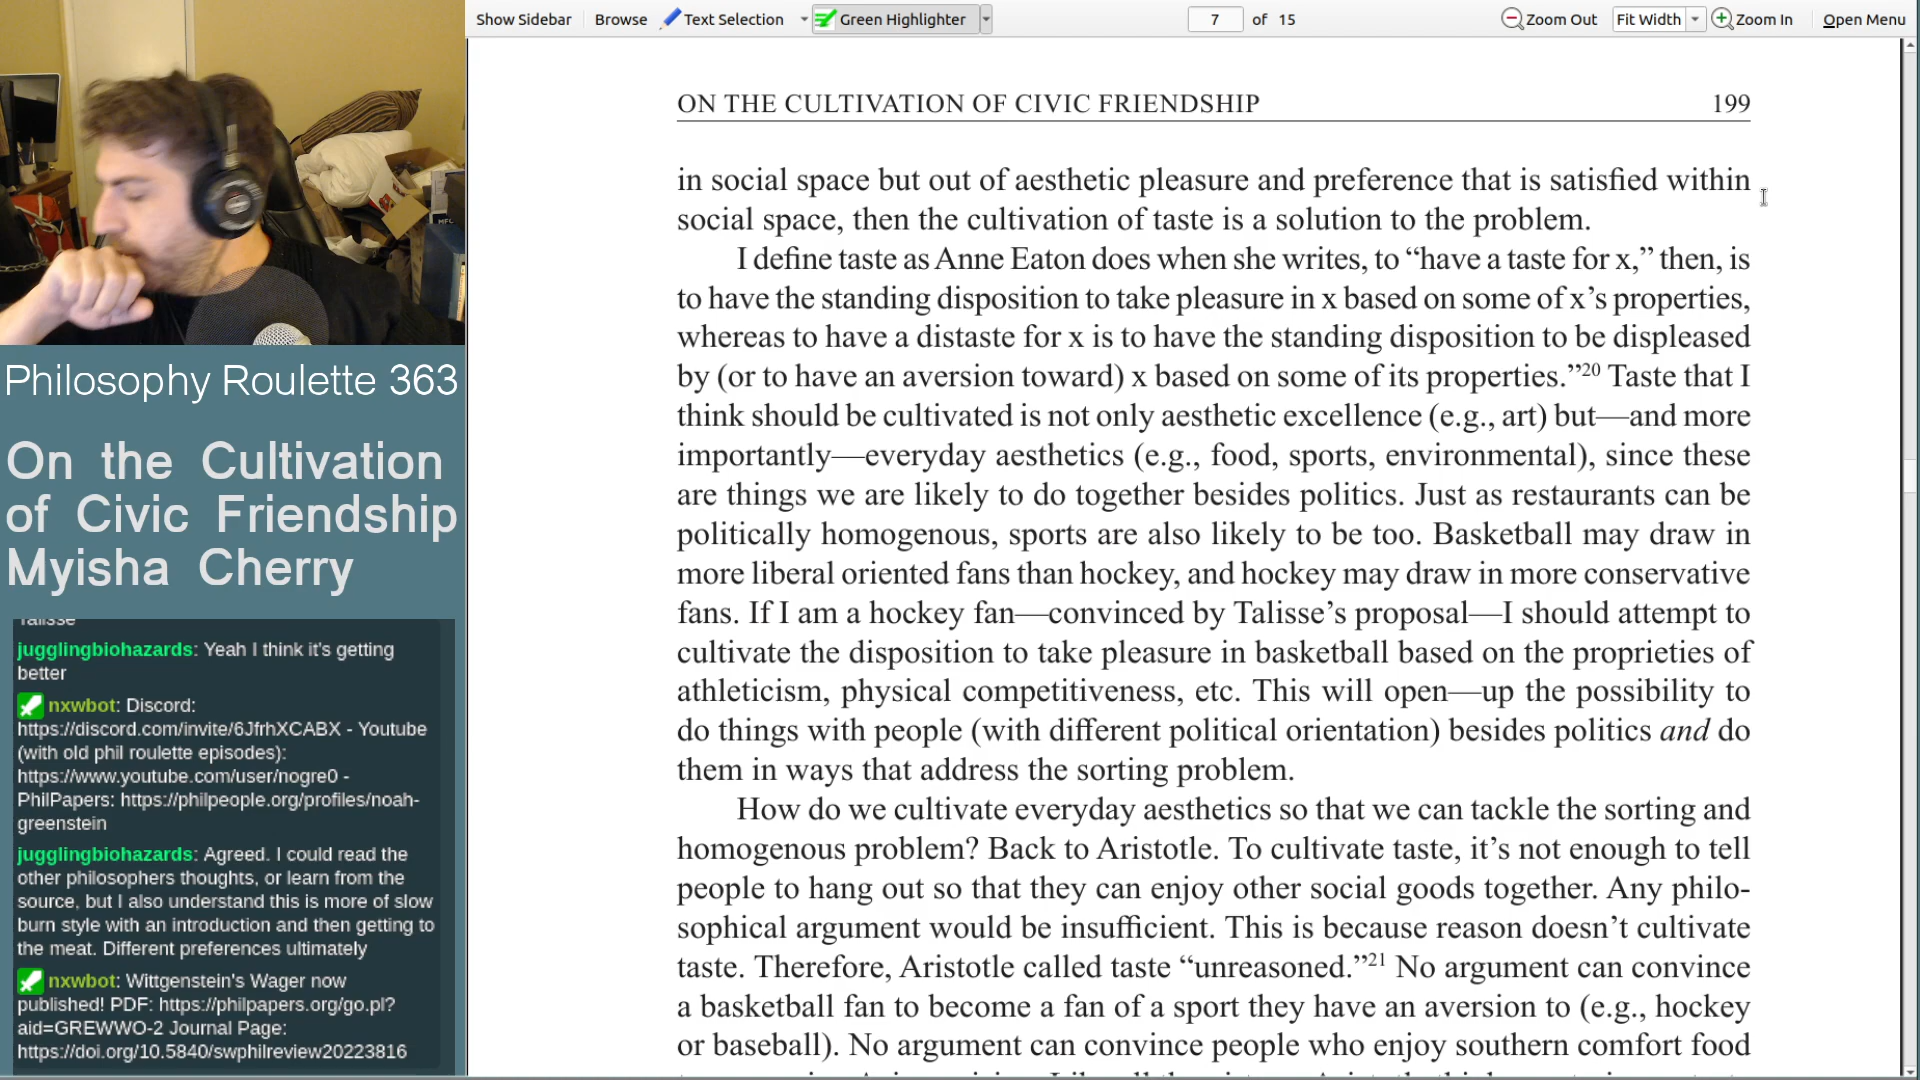 Show Sidebar
Browse
Text Selection
Green Highlighter
7 of 15
Zoom Out
Fit Width
Zoom In
Open Menu
ON THE CULTIVATION OF CIVIC FRIENDSHIP 199
in social space but out of aesthetic pleasure and preference that is satisfied within
social space, then the cultivation of taste is a solution to the problem.
I define taste as Anne Eaton does when she writes, to “have a taste for x,” then, is
to have the standing disposition to take pleasure in x based on some of x’s properties,
whereas to have a distaste for x is to have the standing disposition to be displeased
by (or to have an aversion toward) x based on some of its properties.”20 Taste that I
think should be cultivated is not only aesthetic excellence (e.g., art) but—and more
importantly—everyday aesthetics (e.g., food, sports, environmental), since these
are things we are likely to do together besides politics. Just as restaurants can be
politically homogenous, sports are also likely to be too. Basketball may draw in
more liberal oriented fans than hockey, and hockey may draw in more conservative
fans. If I am a hockey fan—convinced by Talisse’s proposal—I should attempt to
cultivate the disposition to take pleasure in basketball based on the proprieties of
athleticism, physical competitiveness, etc. This will open—up the possibility to
do things with people (with different political orientation) besides politics and do
them in ways that address the sorting problem.
How do we cultivate everyday aesthetics so that we can tackle the sorting and
homogenous problem? Back to Aristotle. To cultivate taste, it’s not enough to tell
people to hang out so that they can enjoy other social goods together. Any philo-
sophical argument would be insufficient. This is because reason doesn’t cultivate
taste. Therefore, Aristotle called taste “unreasoned.”21 No argument can convince
a basketball fan to become a fan of a sport they have an aversion to (e.g., hockey
or baseball). No argument can convince people who enjoy southern comfort food
Philosophy Roulette 363
On the Cultivation
of Civic Friendship
Myisha Cherry
Talisse
jugglingbiohazards: Yeah I think it's getting
better
nxwbot: Discord:
https://discord.com/invite/6JfrhXCABX - Youtube
(with old phil roulette episodes):
https://www.youtube.com/user/nogre0 -
PhilPapers: https://philpeople.org/profiles/noah-
greenstein
jugglingbiohazards: Agreed. I could read the
other philosophers thoughts, or learn from the
source, but I also understand this is more of slow
burn style with an introduction and then getting to
the meat. Different preferences ultimately
nxwbot: Wittgenstein's Wager now
published! PDF: https://philpapers.org/go.pl?
aid=GREWWO-2 Journal Page:
https://doi.org/10.5840/swphilreview20223816